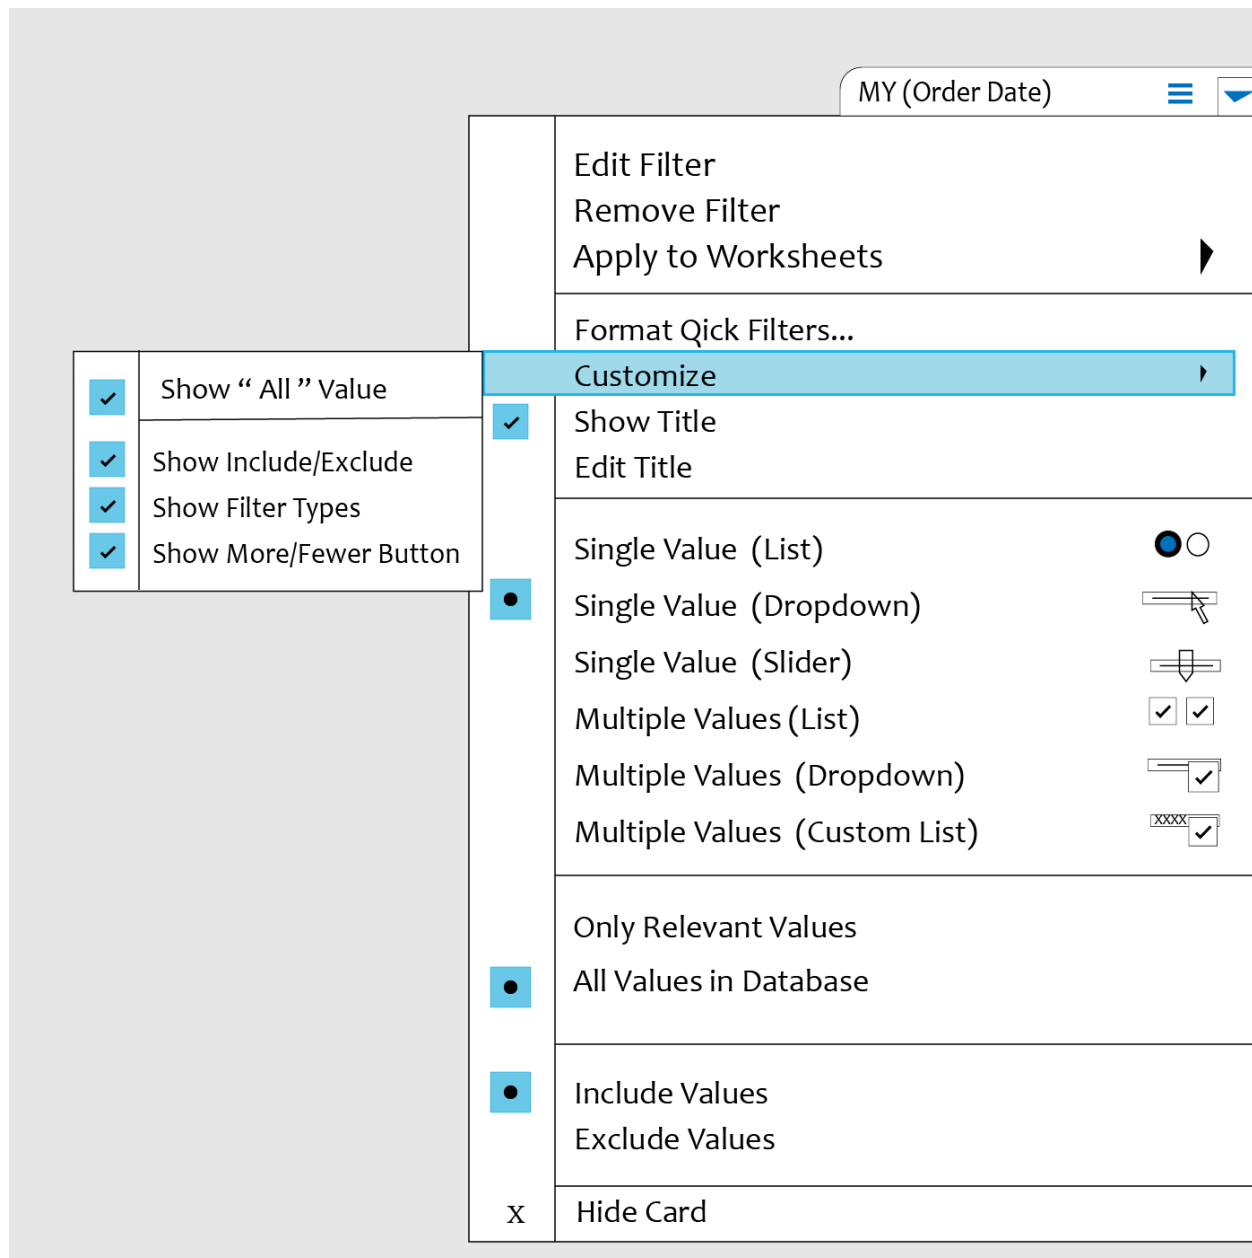 MY (Order Date)
Edit Filter
Remove Filter
Apply to Worksheets
Format Qick Filters...
Customize
Show Title
Edit Title
Show “ All ” Value
Show Include/Exclude
Show Filter Types
Show More/Fewer Button
Single Value (List)
Single Value (Dropdown)
Single Value (Slider)
Multiple Values (List)
Multiple Values (Dropdown)
Multiple Values (Custom List)
XXXX
Only Relevant Values
All Values in Database
Include Values
Exclude Values
x Hide Card